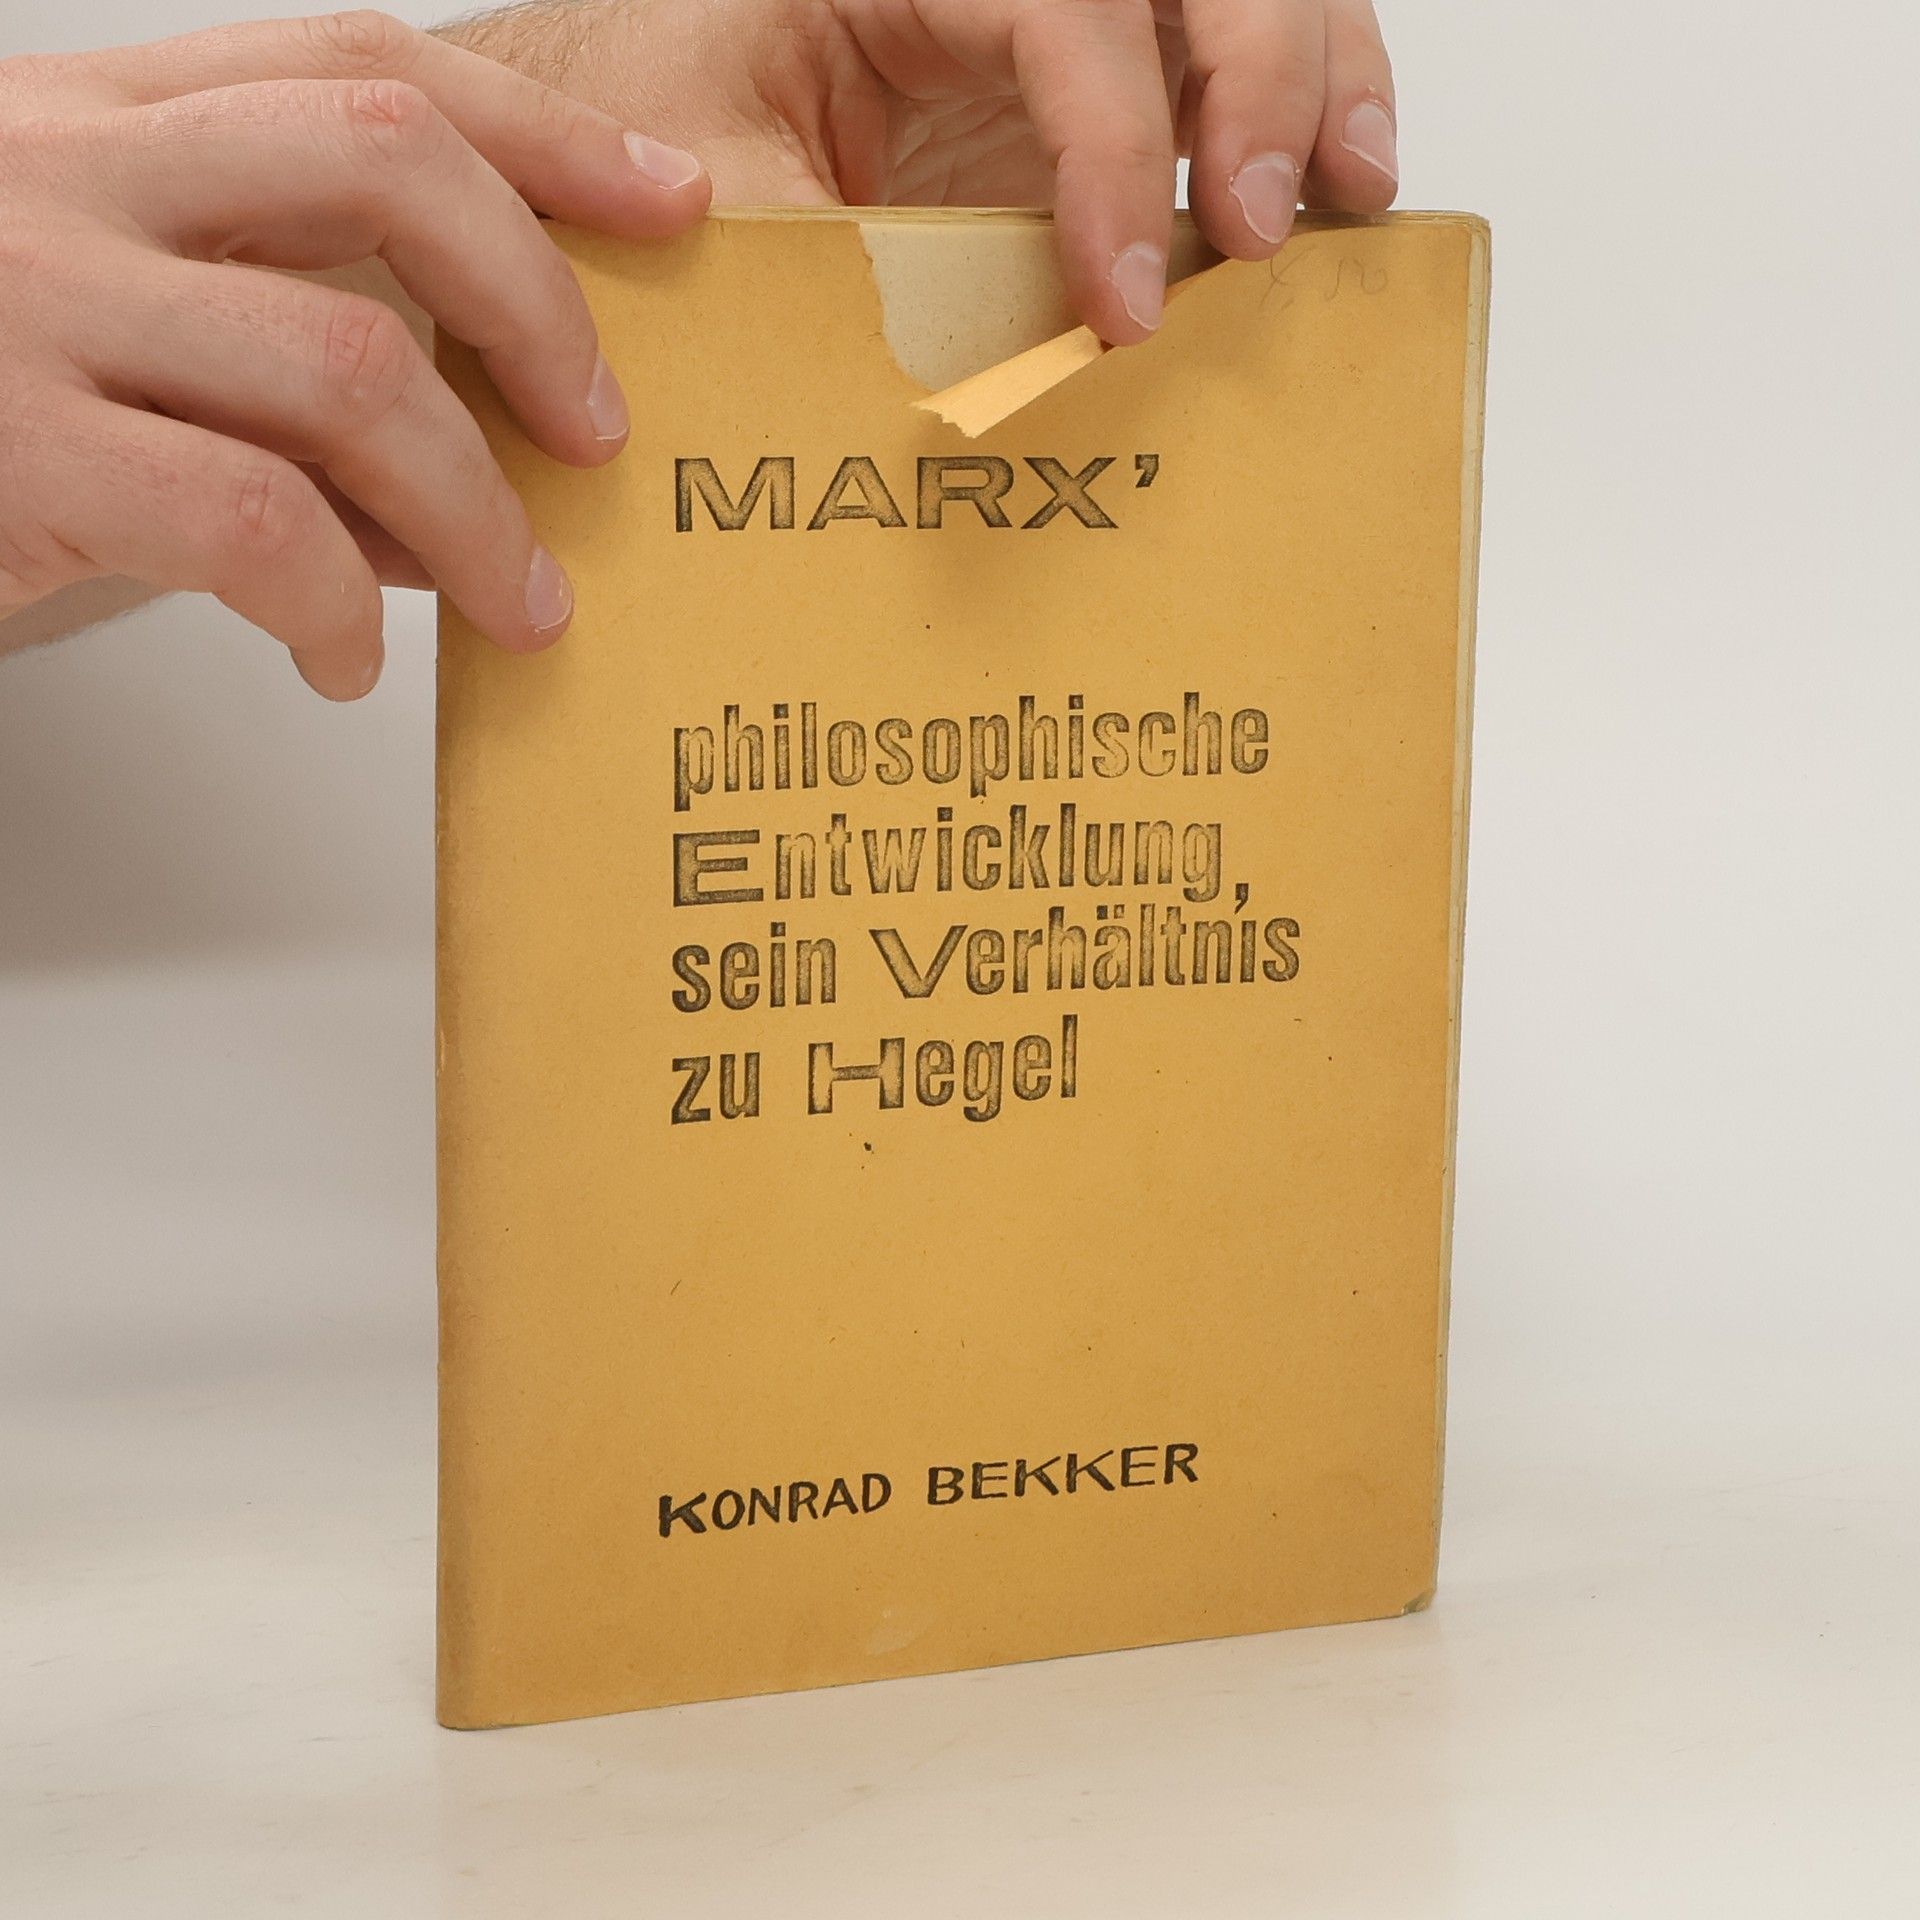 MARX'
philosophische
Entwicklung,
sein Verhältnis
zu Hegel
KONRAD BEKKER